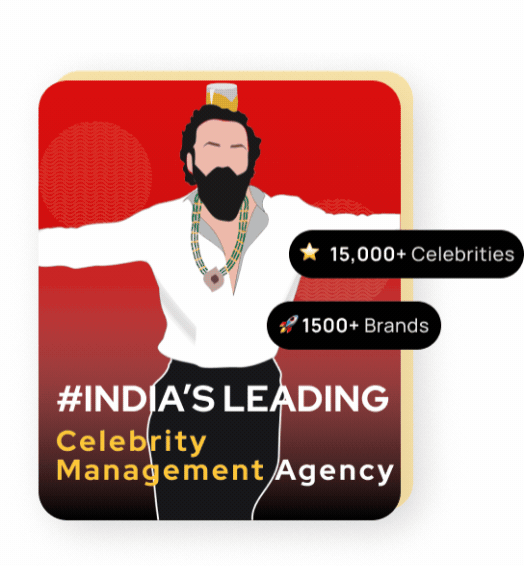 15,000+ Celebrities
1500+ Brands
#INDIA'S LEADING
Celebrity
Management Agency